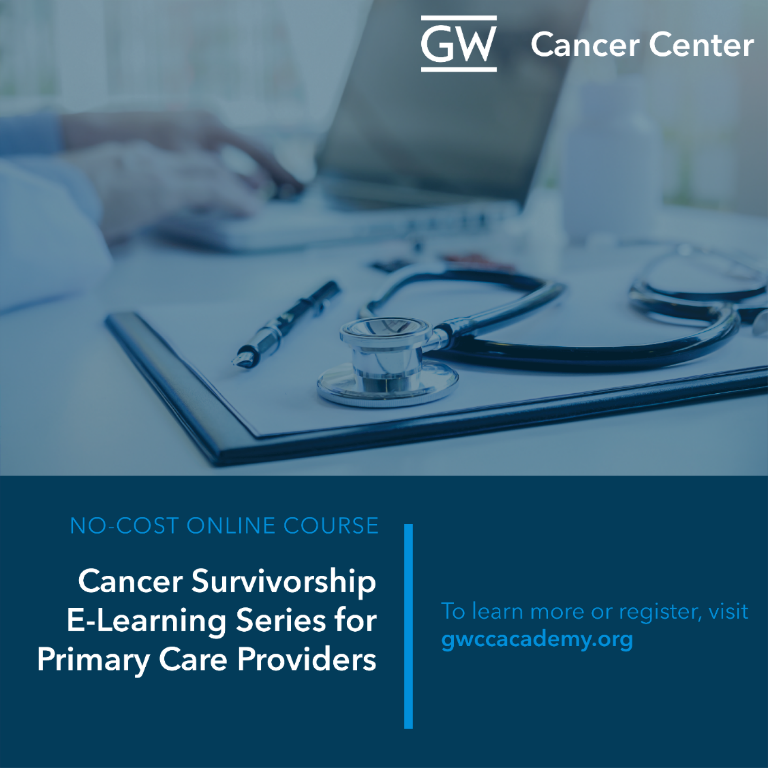 GW Cancer Center
NO-COST ONLINE COURSE
Cancer Survivorship
E-Learning Series for
Primary Care Providers
To learn more or register, visit
gwccacademy.org